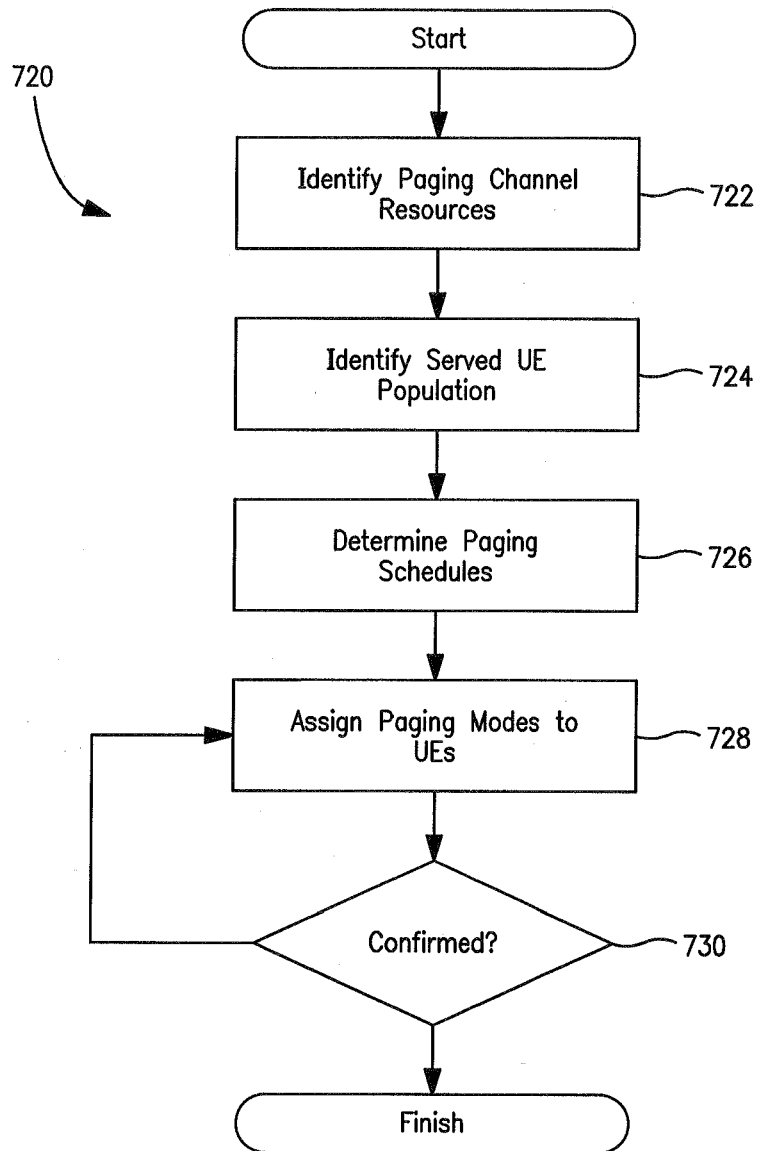 Start
720
Identify Paging Channel
Resources
722
Identify Served UE
Population
724
Determine Paging
Schedules
726
Assign Paging Modes to
UEs
728
Confirmed?
730
Finish